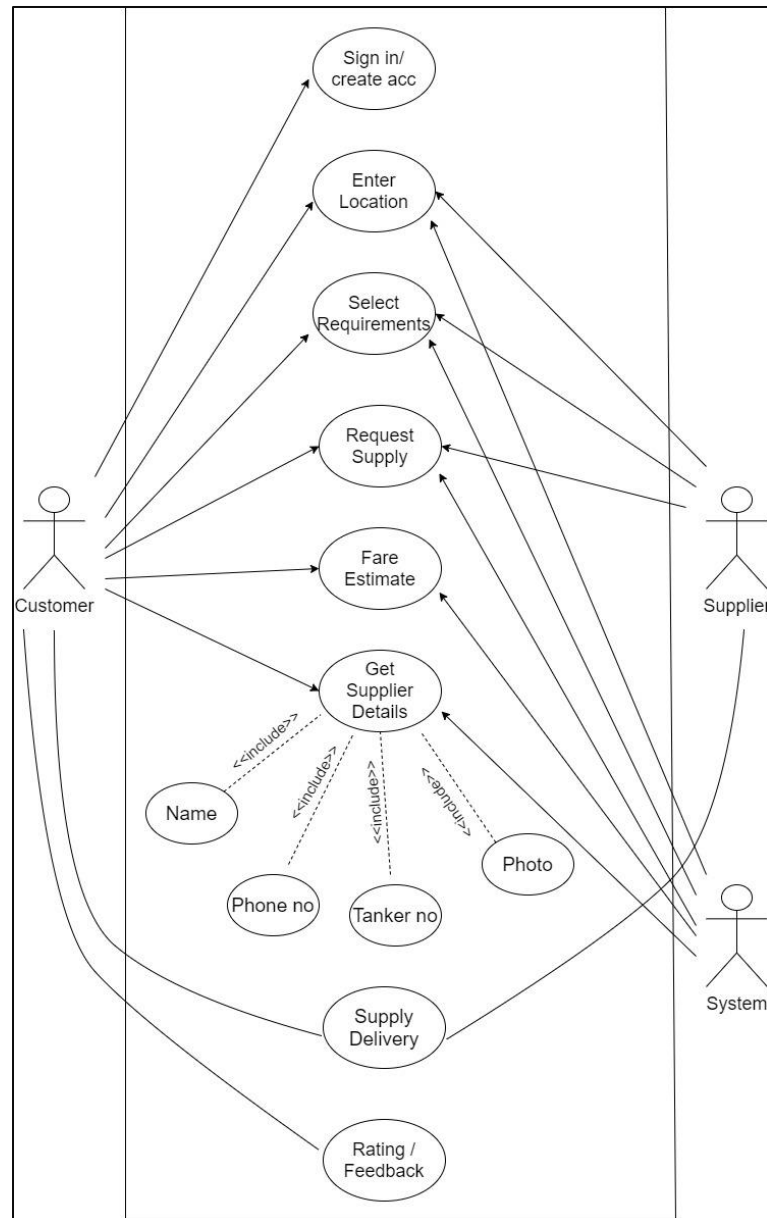 Sign in/
create acc
Enter
Location
Select
Requirements
Request
Supply
Fare
Estimate
Customer
Supplier
Get
Supplier
Details
<<include>>
<<include>>
<<include>>
<<include>>
Name
Phone no
Tanker no
Photo
System
Supply
Delivery
Rating /
Feedback